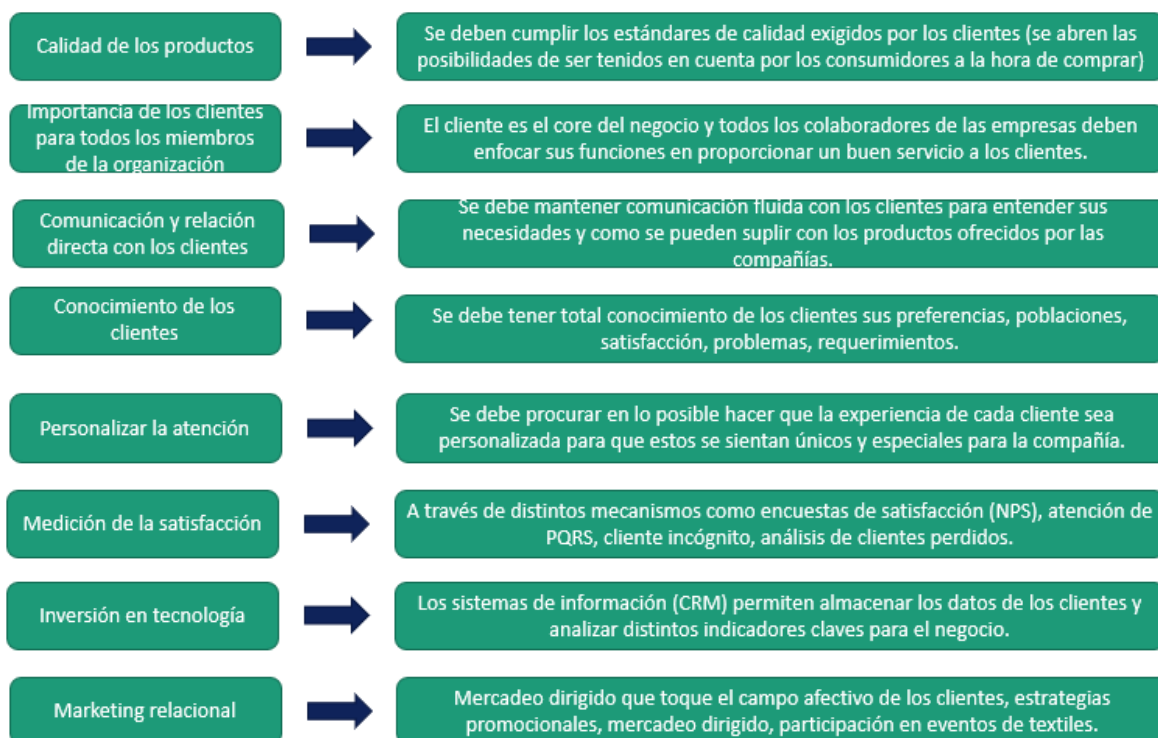 Calidad de los productos
Se deben cumplir los estándares de calidad exigidos por los clientes (se abren las
posibilidades de ser tenidos en cuenta por los consumidores a la hora de comprar)
Importancia de los clientes
para todos los miembros
de la organización
El cliente es el core del negocio y todos los colaboradores de las empresas deben
enfocar sus funciones en proporcionar un buen servicio a los clientes.
Comunicación y relación
directa con los clientes
Se debe mantener comunicación fluida con los clientes para entender sus
necesidades y como se pueden suplir con los productos ofrecidos por las
compañías.
Conocimiento de los
clientes
Se debe tener total conocimiento de los clientes sus preferencias, poblaciones,
satisfacción, problemas, requerimientos.
Personalizar la atención
Se debe procurar en lo posible hacer que la experiencia de cada cliente sea
personalizada para que estos se sientan únicos y especiales para la compañía.
Medición de la satisfacción
A través de distintos mecanismos como encuestas de satisfacción (NPS), atención de
PQRS, cliente incógnito, análisis de clientes perdidos.
Inversión en tecnología
Los sistemas de información (CRM) permiten almacenar los datos de los clientes y
analizar distintos indicadores claves para el negocio.
Marketing relacional
Mercadeo dirigido que toque el campo afectivo de los clientes, estrategias
promocionales, mercadeo dirigido, participación en eventos de textiles.